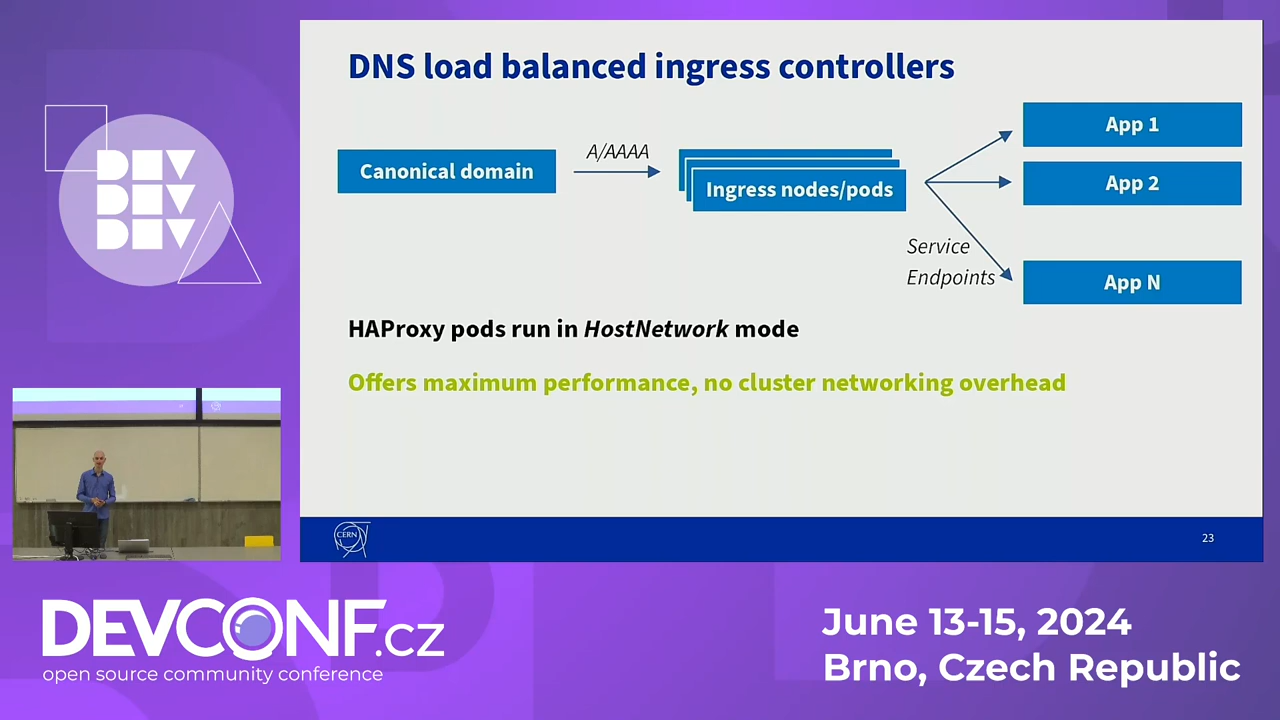 DNS load balanced ingress controllers
Canonical domain
A/AAAA
Ingress nodes/pods
App 1
App 2
Service
Endpoints
App N
HAProxy pods run in HostNetwork mode
Offers maximum performance, no cluster networking overhead
CERN
23
DEV
DEV
DEV
DEVCONF.cz
open source community conference
June 13-15, 2024
Brno, Czech Republic